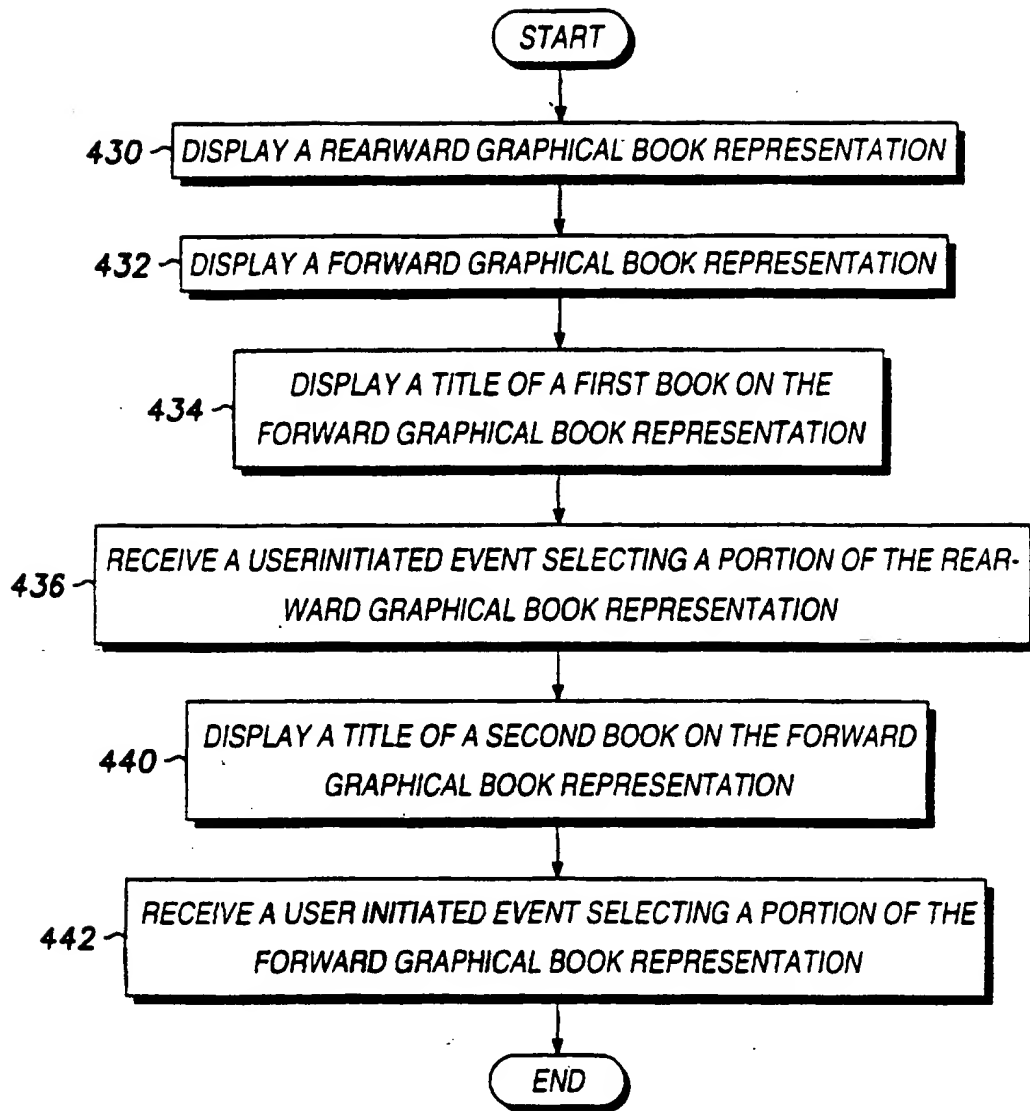 START
430 DISPLAY A REARWARD GRAPHICAL BOOK REPRESENTATION
432 DISPLAY A FORWARD GRAPHICAL BOOK REPRESENTATION
DISPLAY A TITLE OF A FIRST BOOK ON THE
434 FORWARD GRAPHICAL BOOK REPRESENTATION
RECEIVE A USERINITIATED EVENT SELECTING A PORTION OF THE REAR-
436 WARD GRAPHICAL BOOK REPRESENTATION
DISPLAY A TITLE OF A SECOND BOOK ON THE FORWARD
440 GRAPHICAL BOOK REPRESENTATION
RECEIVE A USER INITIATED EVENT SELECTING A PORTION OF THE
442 FORWARD GRAPHICAL BOOK REPRESENTATION
END